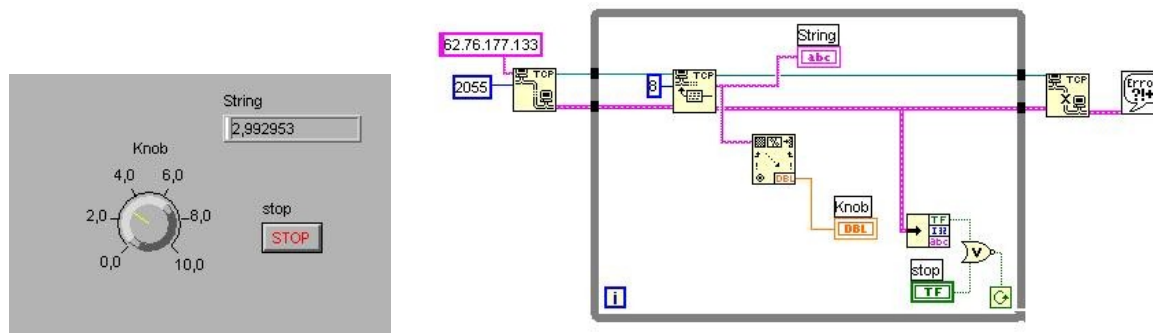 String
2,992953
Knob
4,0 6,0
2,0 8,0
0,0 10,0
stop
STOP
62.76.177.133
2055
TCP
8
TCP
String
abc
DBL
Knob
DBL
TF
abc
V
stop
TF
i
TCP
Erro
?!+